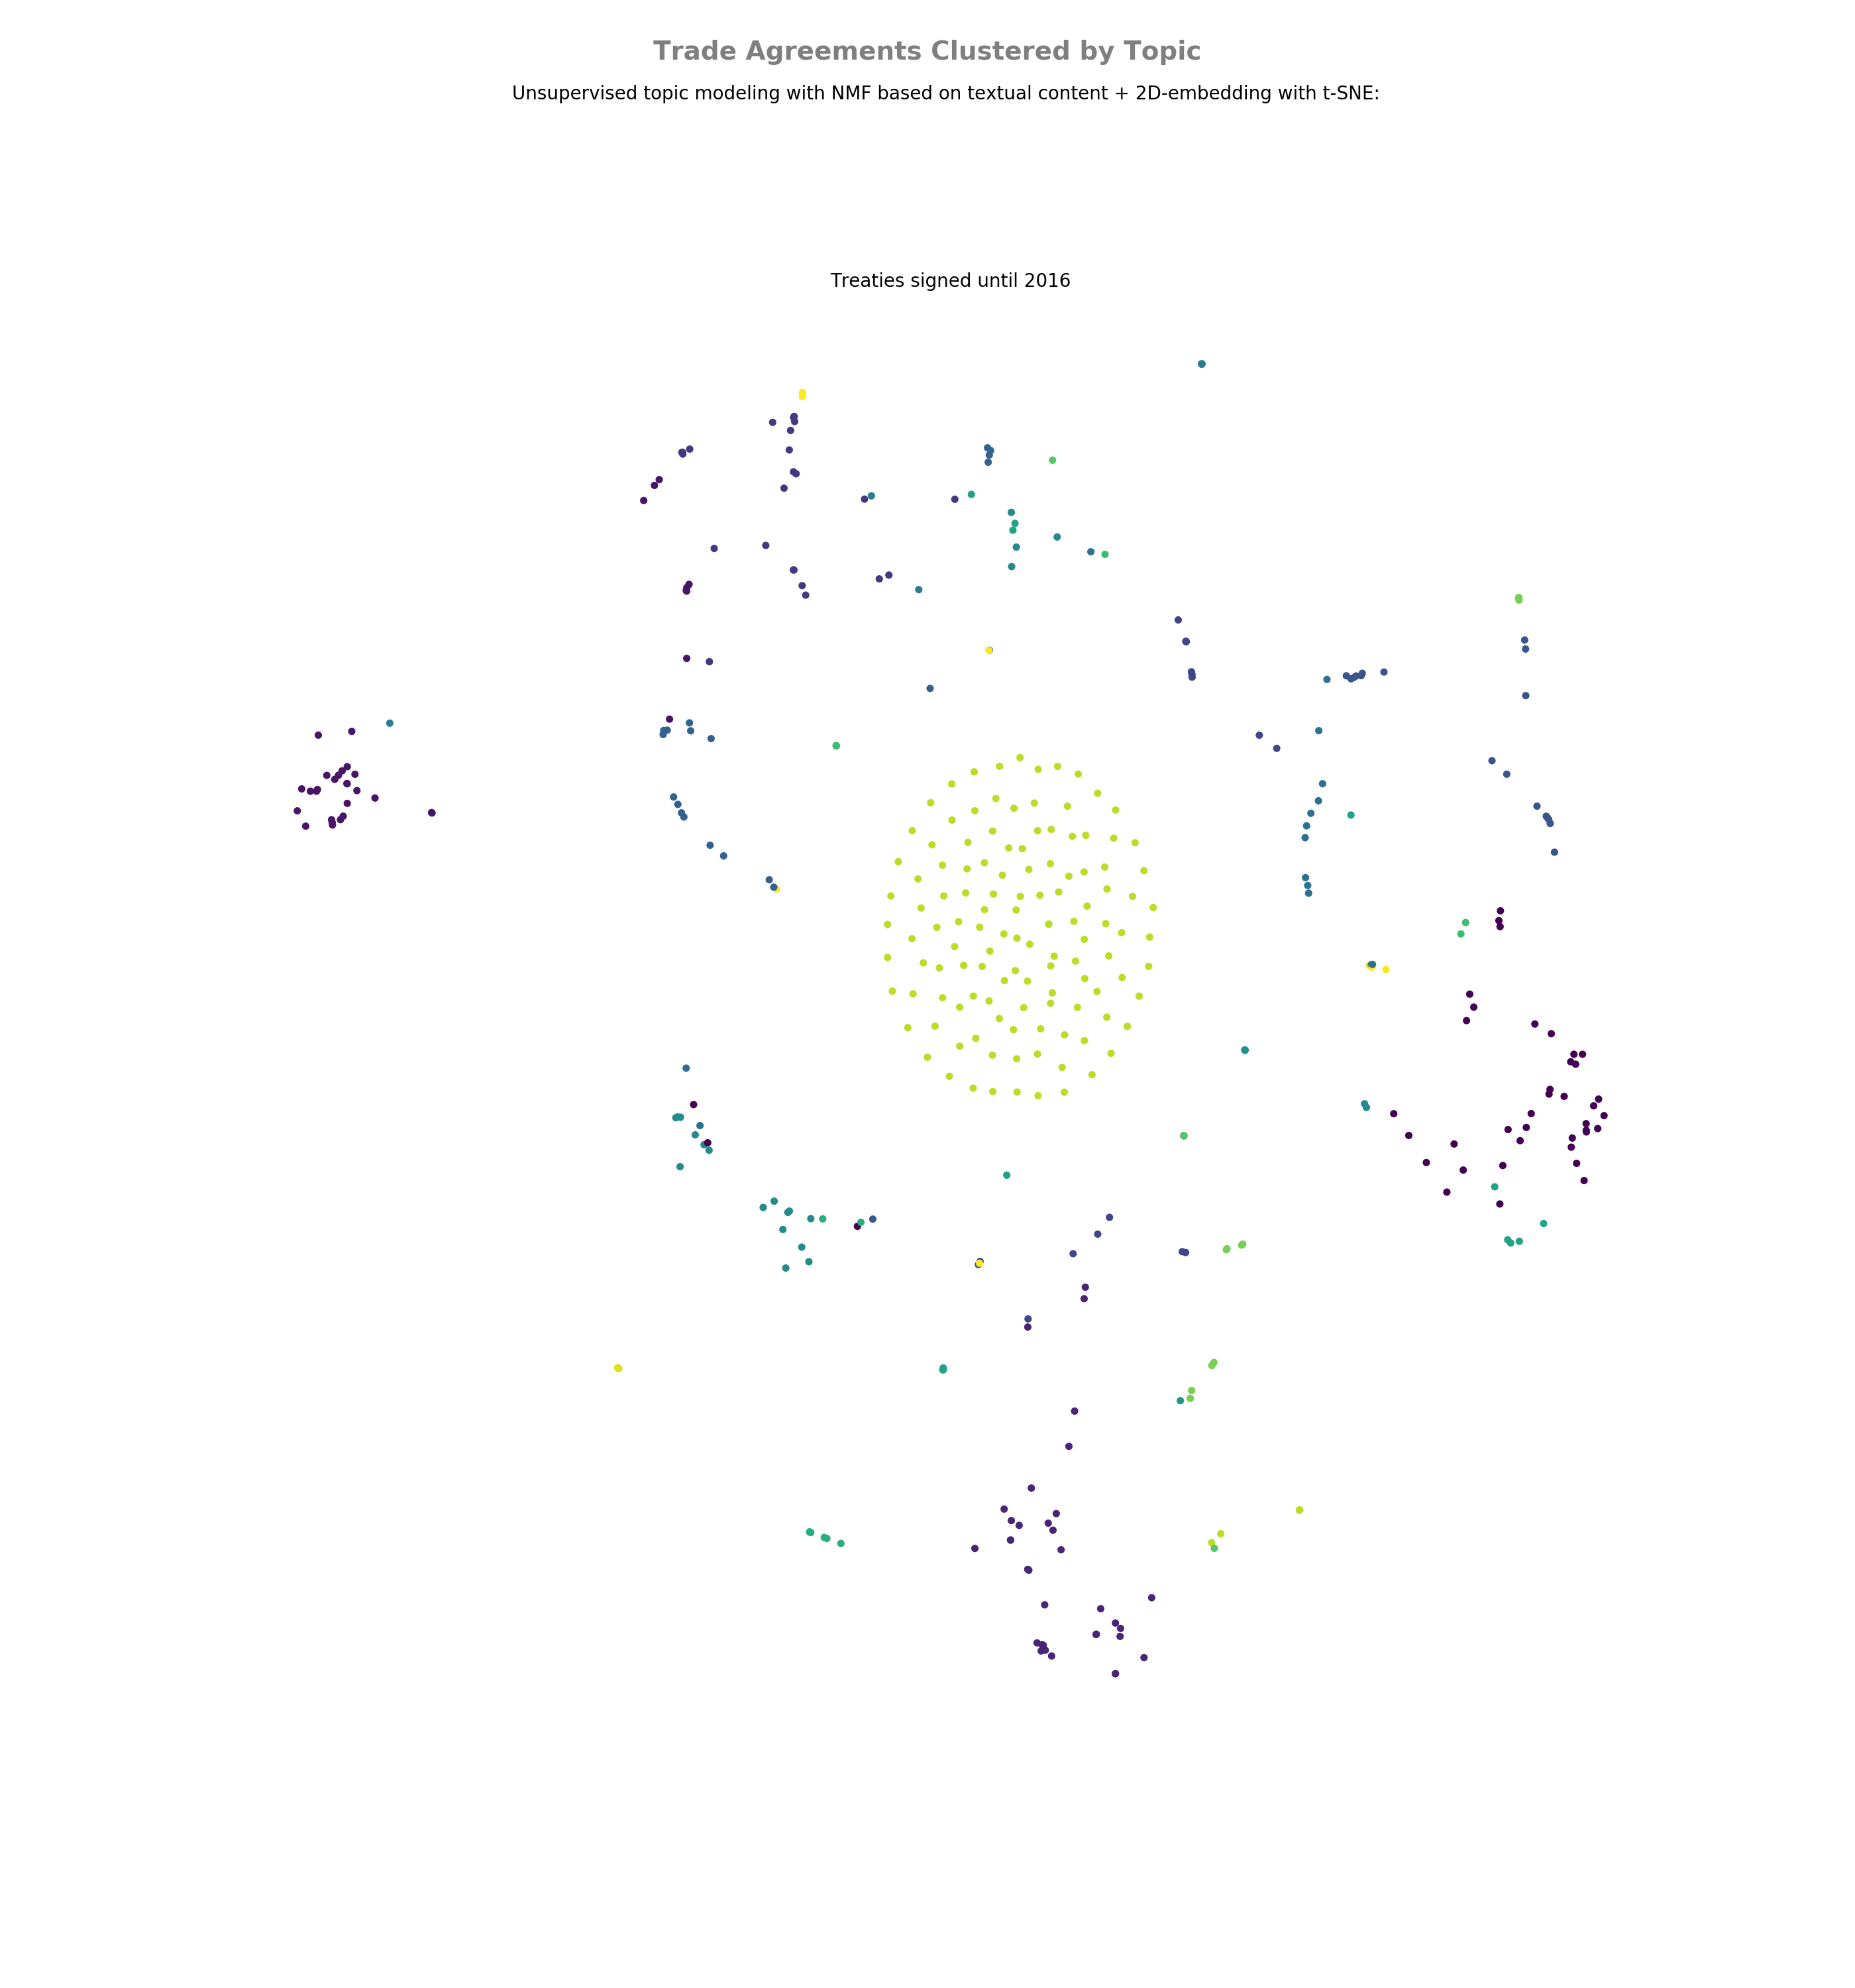 Trade Agreements Clustered by Topic
Unsupervised topic modeling with NMF based on textual content + 2D-embedding with t-SNE:
Treaties signed until 2016